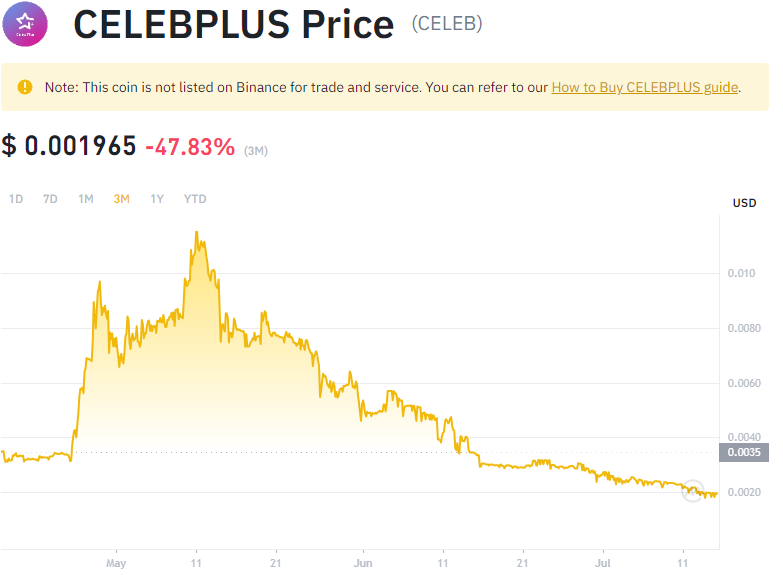 CELEBPLUS Price (CELEB)
Note: This coin is not listed on Binance for trade and service. You can refer to our How to Buy CELEBPLUS guide.
$ 0.001965 -47.83% (3M)
1D 7D 1M 3M 1Y YTD
USD
0.010
0.0080
0.0060
0.0040
0.0035
0.0020
May 11 21 Jun 11 21 Jul 11